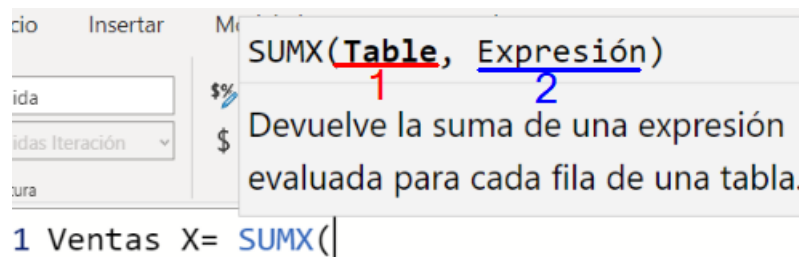 cio Insertar M
SUMX(Table, Expresión)
1 2
ida
$%
Devuelve la suma de una expresión
idas Iteración
$
evaluada para cada fila de una tabla.
tura
1 Ventas X= SUMX(